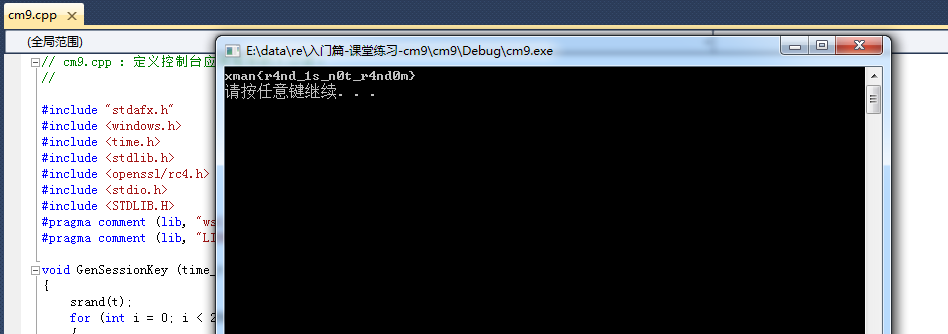 cm9.cpp
(全局范围)
E:\data\re\入门篇-课堂练习-cm9\cm9\Debug\cm9.exe
// cm9.cpp : 定义控制台应
xman{r4nd_1s_n0t_r4nd0m}
//
请按任意键继续. . .
#include "stdafx.h"
#include <windows.h>
#include <time.h>
#include <stdlib.h>
#include <openssl/rc4.h>
#include <stdio.h>
#include <STDLIB.H>
#pragma comment (lib, "ws
#pragma comment (lib, "LI
void GenSessionKey (time_
{
srand(t);
for (int i = 0; i < 2
{